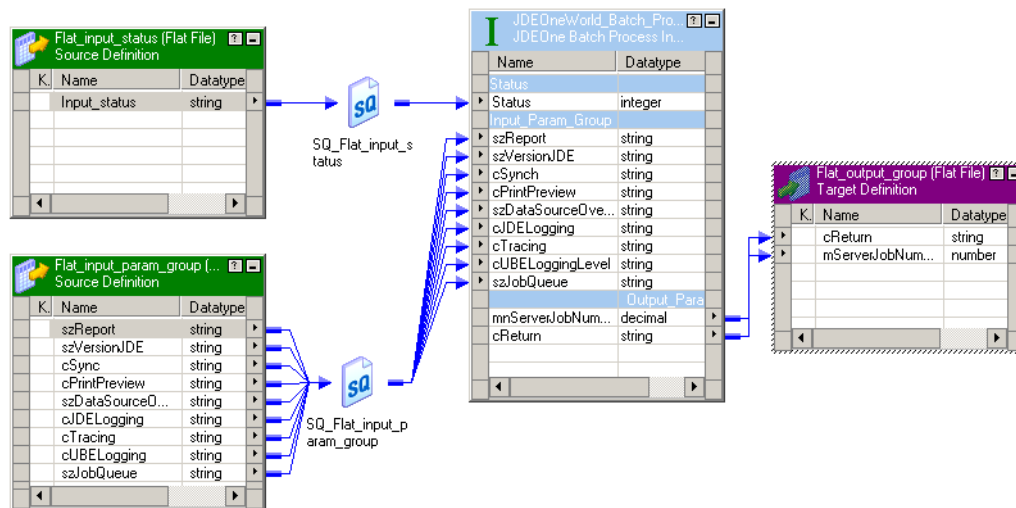 Flat_input_status (Flat File)
Source Definition
K. Name Datatype
Input_status string
SQ
SQ_Flat_input_s
tatus
Flat_input_param_group (...
Source Definition
K. Name Datatype
szReport string
szVersionJDE string
cSync string
cPrintPreview string
szDataSourceO... string
cJDELogging string
cTracing string
cUBELogging string
szJobQueue string
SQ
SQ_Flat_input_p
aram_group
I
JDEOneWorld_Batch_Pro...
JDEOne Batch Process In...
Name Datatype
Status
Status integer
Input_Param_Group
szReport string
szVersionJDE string
cSynch string
cPrintPreview string
szDataSourceOve... string
cJDELogging string
cTracing string
cUBELoggingLevel string
szJobQueue string
Output_Para
mnServerJobNum... decimal
cReturn string
Flat_output_group (Flat File)
Target Definition
K. Name Datatype
cReturn string
mServerJobNum... number